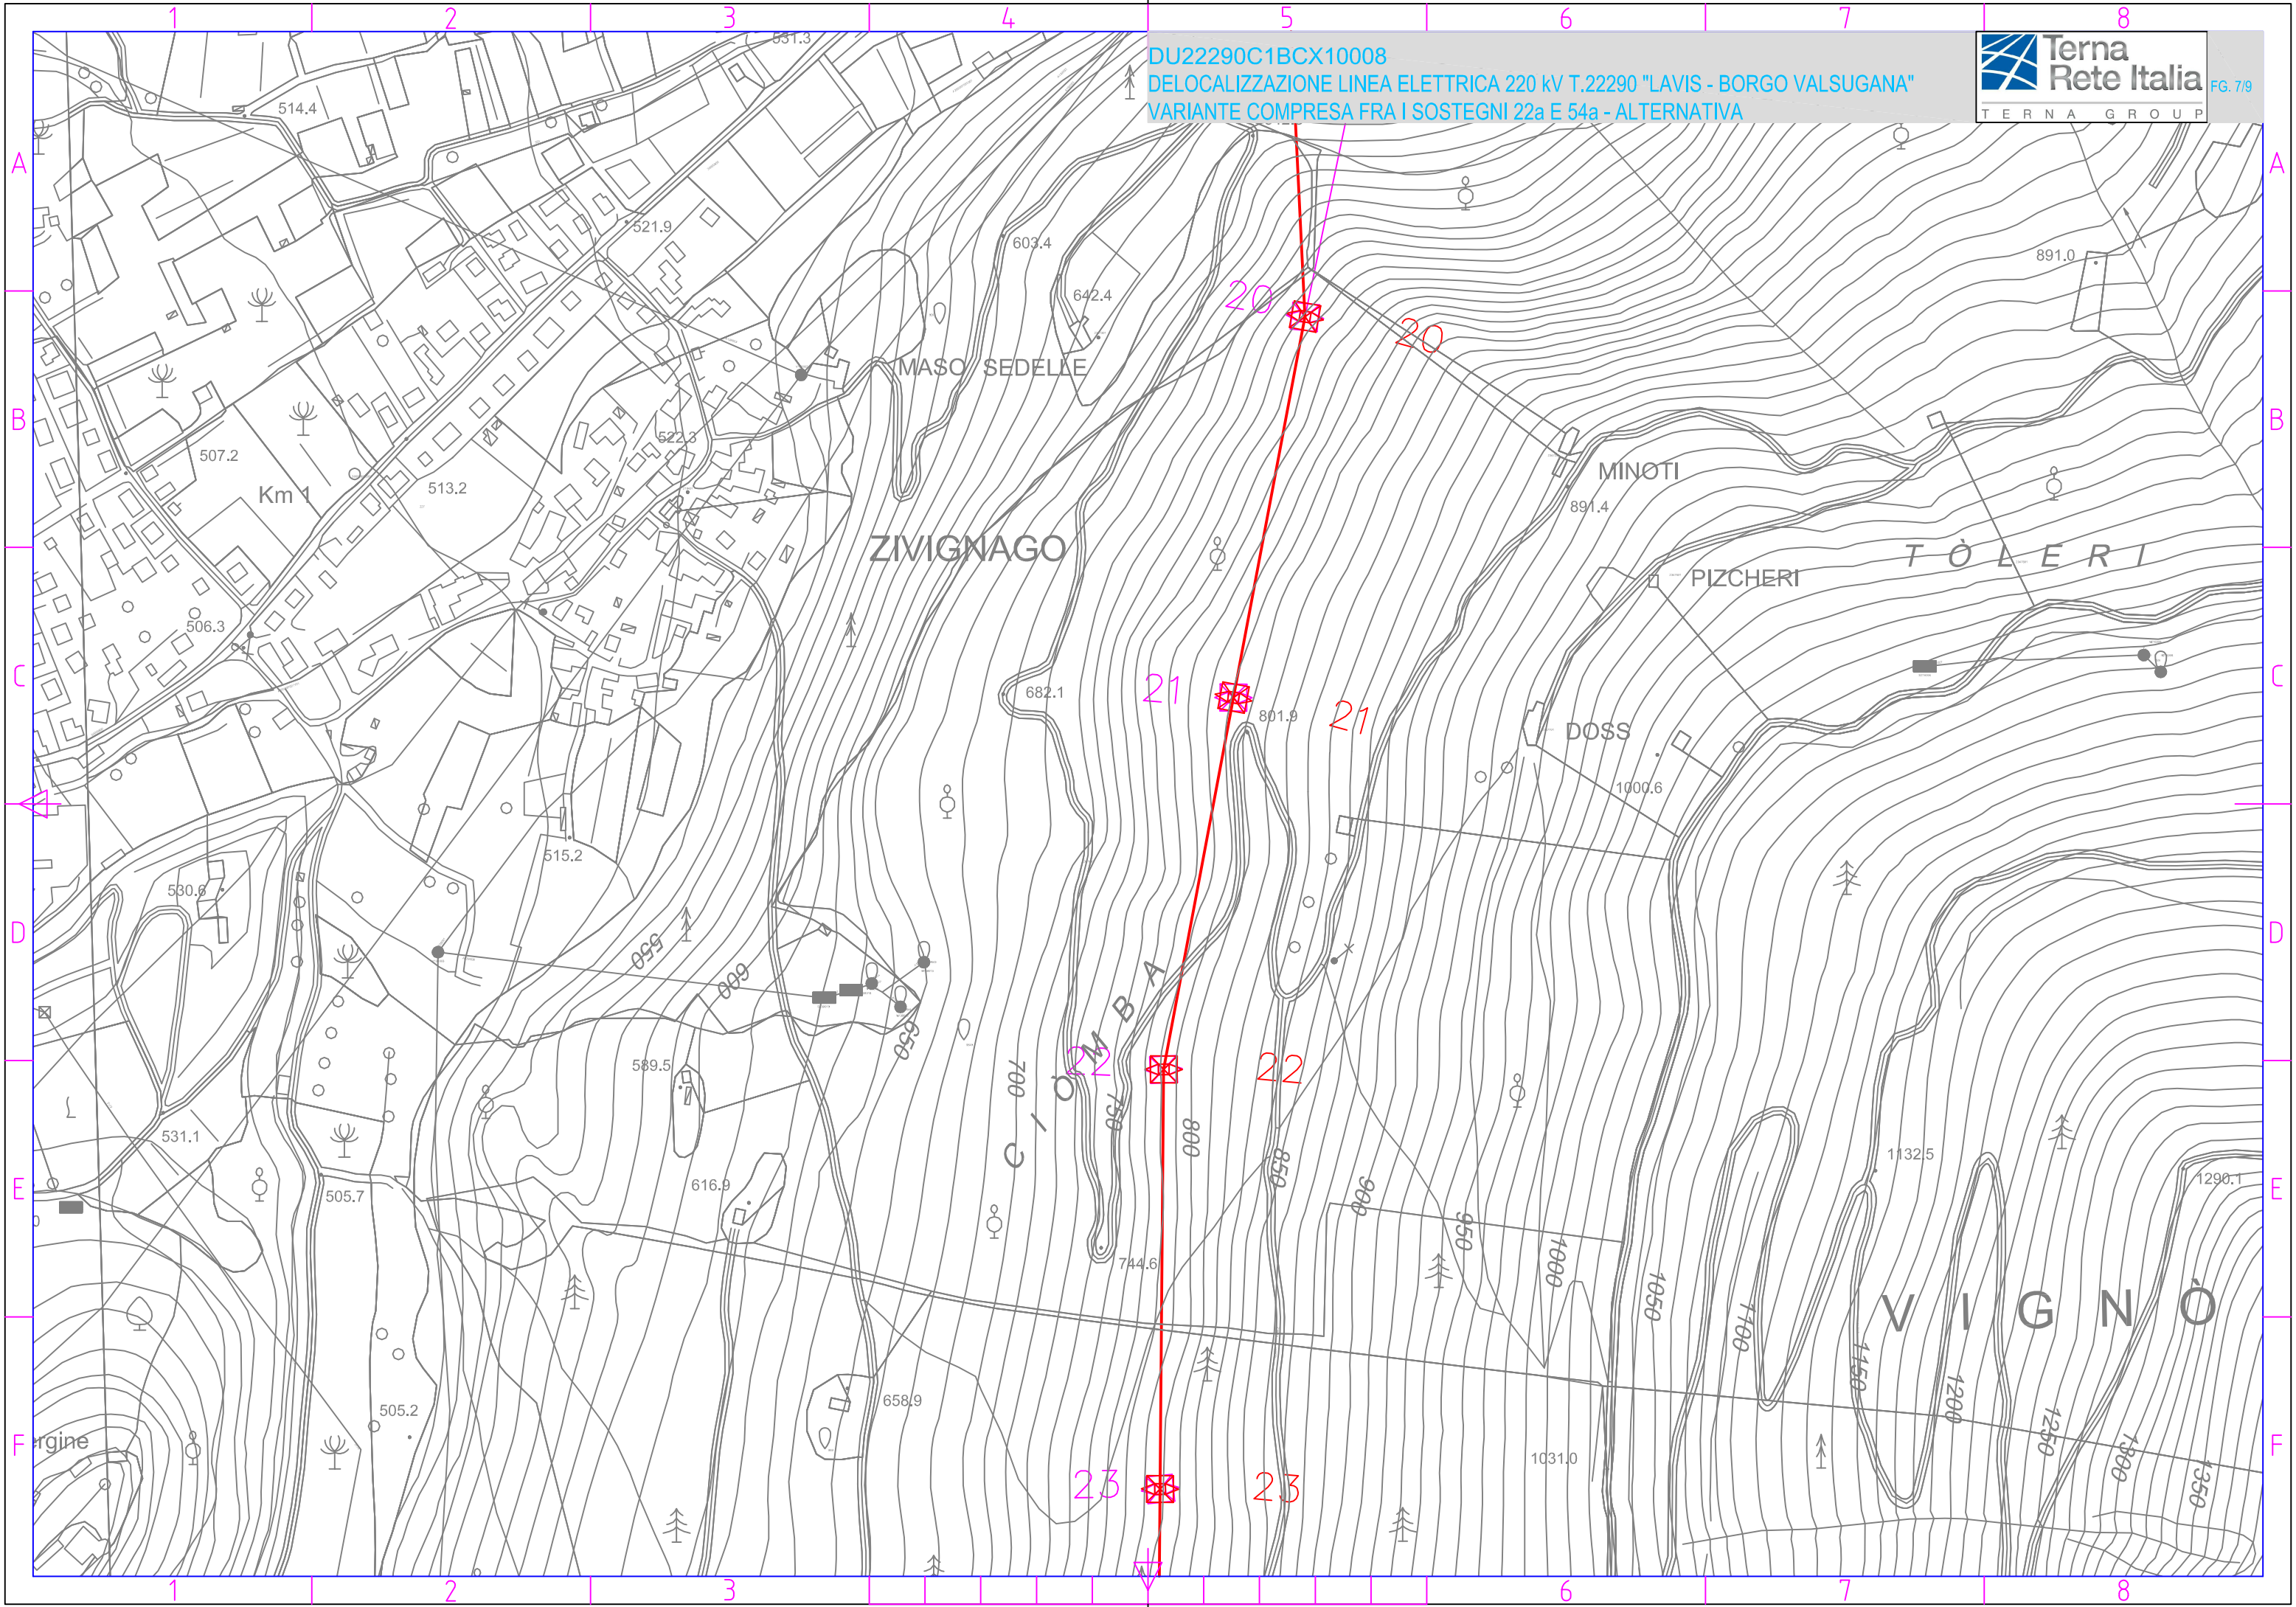 1 2 3 4 5 6 7 8
DU22290C1BCX10008
DELOCALIZZAZIONE LINEA ELETTRICA 220 kV T.22290 "LAVIS - BORGO VALSUGANA"
VARIANTE COMPRESA FRA I SOSTEGNI 22a E 54a - ALTERNATIVA
Terna
Rete Italia
TERNA GROUP
FG. 7/9
531.3
514.4
A A
521.9
603.4
891.0
642.4
20
20
MASO SEDELLE
B B
522.3
507.2
MINOTI
513.2
Km 1
891.4
ZIVIGNAGO
TÒLERI
PIZCHERI
506.3
C C
682.1
21
801.9
21
DOSS
1000.6
515.2
530.6
D D
550
600
650
CIÒMBA
589.5
22
22
700
750
800
531.1
850
1132.5
505.7
616.9
900
950
1290.1
E E
744.6
1000
1050
1100
VIGNÒ
1150
1200
658.9
505.2
1250
1300
1350
rgine
F F
1031.0
23
23
1 2 3 6 7 8